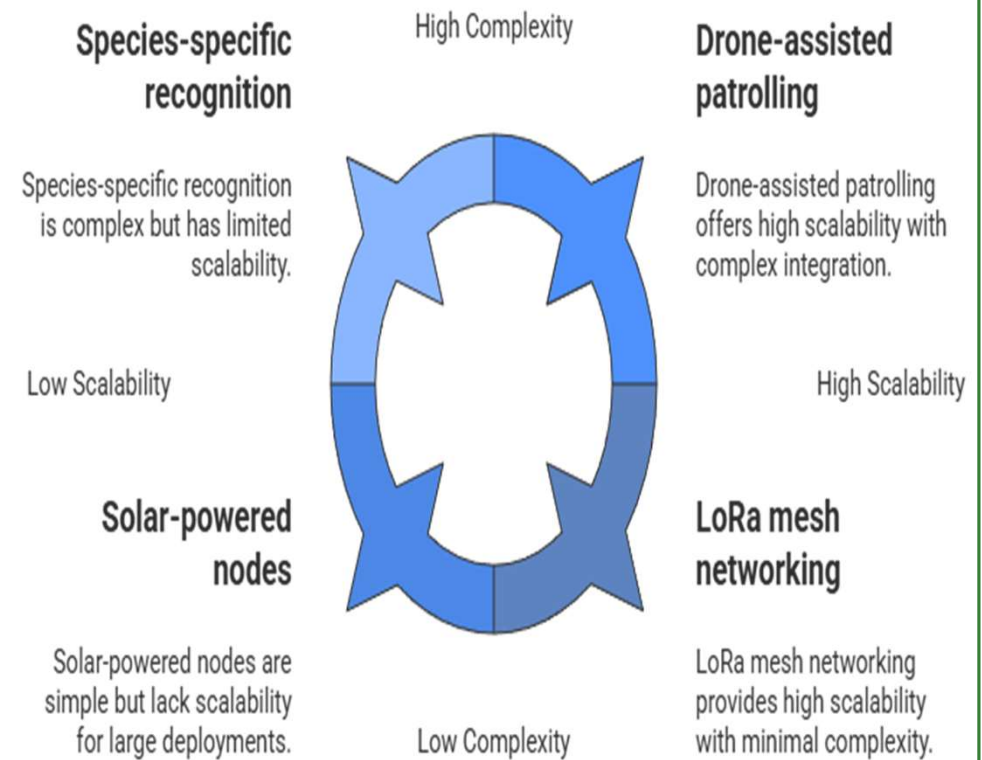 High Complexity
Species-specific
recognition
Species-specific recognition
is complex but has limited
scalability.
Drone-assisted
patrolling
Drone-assisted patrolling
offers high scalability with
complex integration.
Low Scalability
High Scalability
Solar-powered
nodes
Solar-powered nodes are
simple but lack scalability
for large deployments.
LoRa mesh
networking
LoRa mesh networking
provides high scalability
with minimal complexity.
Low Complexity